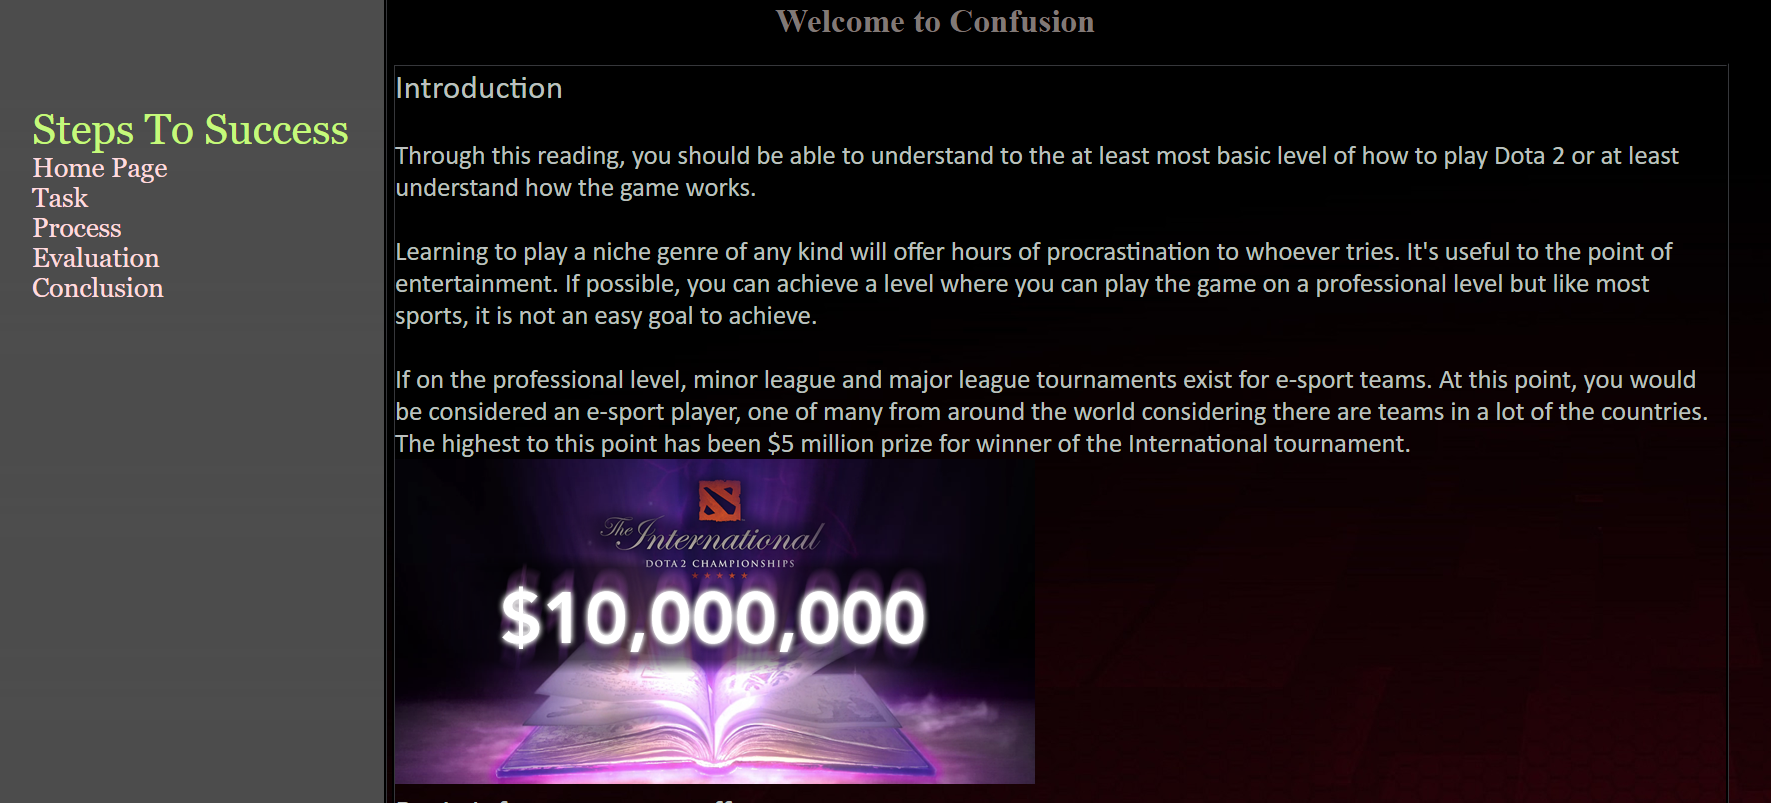 Welcome to Confusion
Steps To Success
Home Page
Task
Process
Evaluation
Conclusion
Introduction
Through this reading, you should be able to understand to the at least most basic level of how to play Dota 2 or at least
understand how the game works.
Learning to play a niche genre of any kind will offer hours of procrastination to whoever tries. It's useful to the point of
entertainment. If possible, you can achieve a level where you can play the game on a professional level but like most
sports, it is not an easy goal to achieve.
If on the professional level, minor league and major league tournaments exist for e-sport teams. At this point, you would
be considered an e-sport player, one of many from around the world considering there are teams in a lot of the countries.
The highest to this point has been $5 million prize for winner of the International tournament.
The International
DOTA 2 CHAMPIONSHIPS
$10,000,000